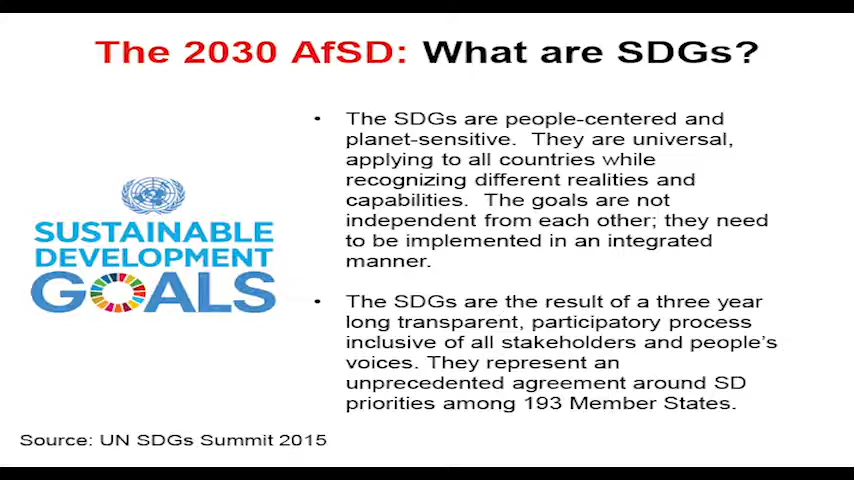 The 2030 AfSD: What are SDGs?
• The SDGs are people-centered and
planet-sensitive. They are universal,
applying to all countries while
recognizing different realities and
capabilities. The goals are not
independent from each other; they need
to be implemented in an integrated
manner.
• The SDGs are the result of a three year
long transparent, participatory process
inclusive of all stakeholders and people's
voices. They represent an
unprecedented agreement around SD
priorities among 193 Member States.
SUSTAINABLE
DEVELOPMENT
GOALS
Source: UN SDGs Summit 2015